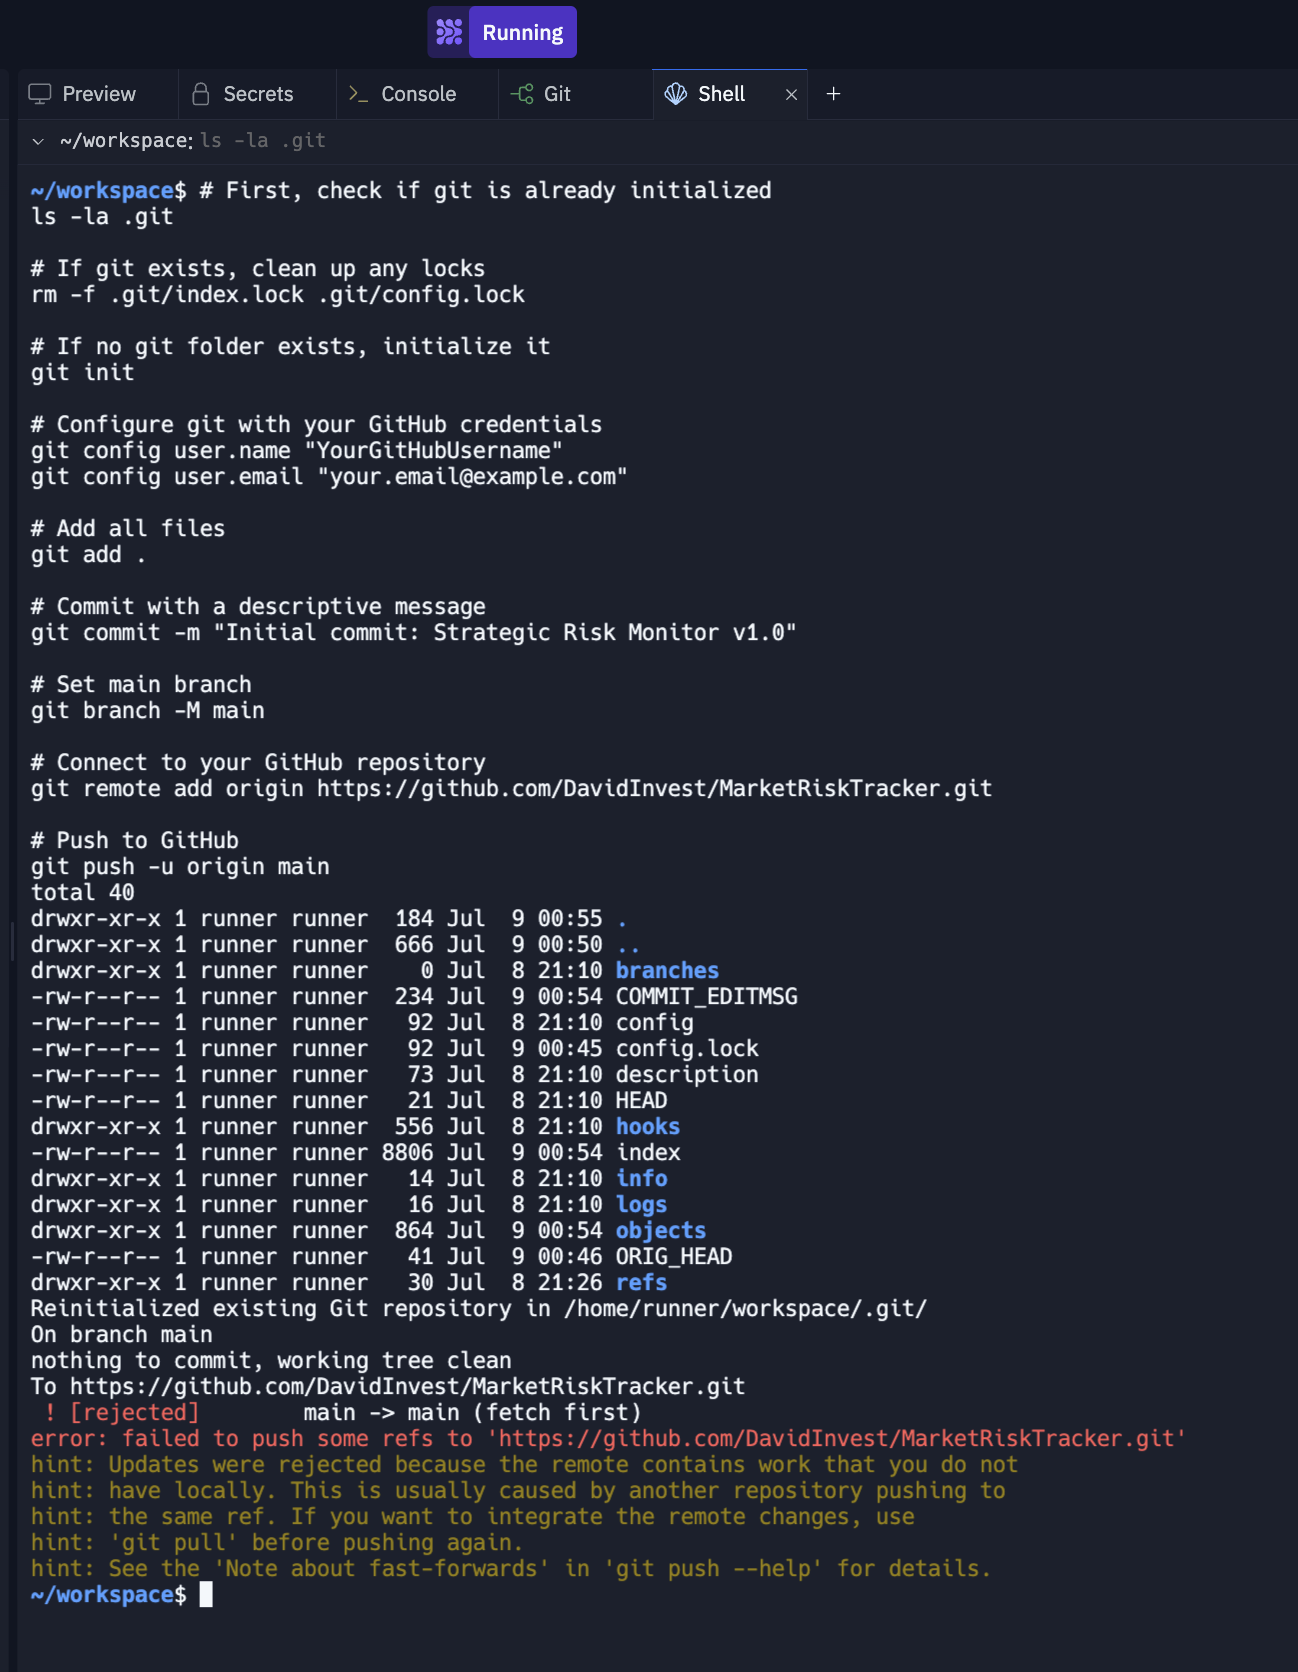 Running
Preview
Secrets
Console
Git
Shell
~/workspace: ls -la .git
~/workspace$ # First, check if git is already initialized
ls -la .git
# If git exists, clean up any locks
rm -f .git/index.lock .git/config.lock
# If no git folder exists, initialize it
git init
# Configure git with your GitHub credentials
git config user.name "YourGitHubUsername"
git config user.email "your.email@example.com"
# Add all files
git add .
# Commit with a descriptive message
git commit -m "Initial commit: Strategic Risk Monitor v1.0"
# Set main branch
git branch -M main
# Connect to your GitHub repository
git remote add origin https://github.com/DavidInvest/MarketRiskTracker.git
# Push to GitHub
git push -u origin main
total 40
drwxr-xr-x 1 runner runner  184 Jul  9 00:55 .
drwxr-xr-x 1 runner runner  666 Jul  9 00:50 ..
drwxr-xr-x 1 runner runner    0 Jul  8 21:10 branches
-rw-r--r-- 1 runner runner  234 Jul  9 00:54 COMMIT_EDITMSG
-rw-r--r-- 1 runner runner   92 Jul  8 21:10 config
-rw-r--r-- 1 runner runner   92 Jul  9 00:45 config.lock
-rw-r--r-- 1 runner runner   73 Jul  8 21:10 description
-rw-r--r-- 1 runner runner   21 Jul  8 21:10 HEAD
drwxr-xr-x 1 runner runner  556 Jul  8 21:10 hooks
-rw-r--r-- 1 runner runner 8806 Jul  9 00:54 index
drwxr-xr-x 1 runner runner   14 Jul  8 21:10 info
drwxr-xr-x 1 runner runner   16 Jul  8 21:10 logs
drwxr-xr-x 1 runner runner  864 Jul  9 00:54 objects
-rw-r--r-- 1 runner runner   41 Jul  9 00:46 ORIG_HEAD
drwxr-xr-x 1 runner runner   30 Jul  8 21:26 refs
Reinitialized existing Git repository in /home/runner/workspace/.git/
On branch main
nothing to commit, working tree clean
To https://github.com/DavidInvest/MarketRiskTracker.git
 ! [rejected]        main -> main (fetch first)
error: failed to push some refs to 'https://github.com/DavidInvest/MarketRiskTracker.git'
hint: Updates were rejected because the remote contains work that you do not
hint: have locally. This is usually caused by another repository pushing to
hint: the same ref. If you want to integrate the remote changes, use
hint: 'git pull' before pushing again.
hint: See the 'Note about fast-forwards' in 'git push --help' for details.
~/workspace$